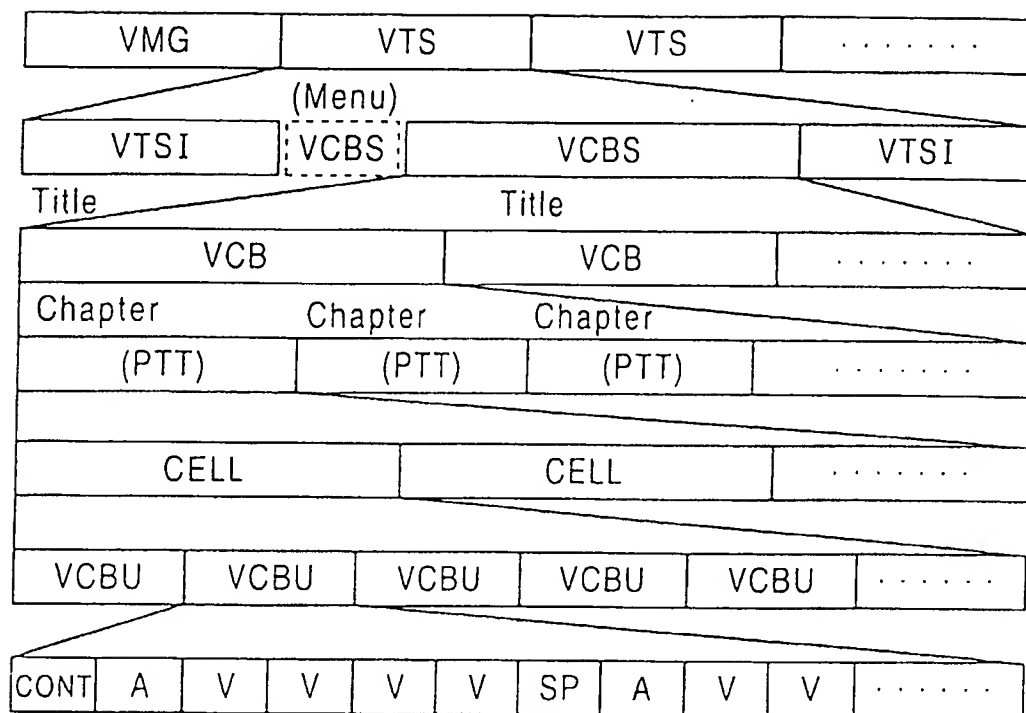 VMG VTS VTS .......
(Menu)
VTSI VCBS VCBS VTSI
Title Title
VCB VCB .......
Chapter Chapter Chapter
(PTT) (PTT) (PTT) .......
CELL CELL .......
VCBU VCBU VCBU VCBU VCBU ......
CONT A V V V V SP A V V ......